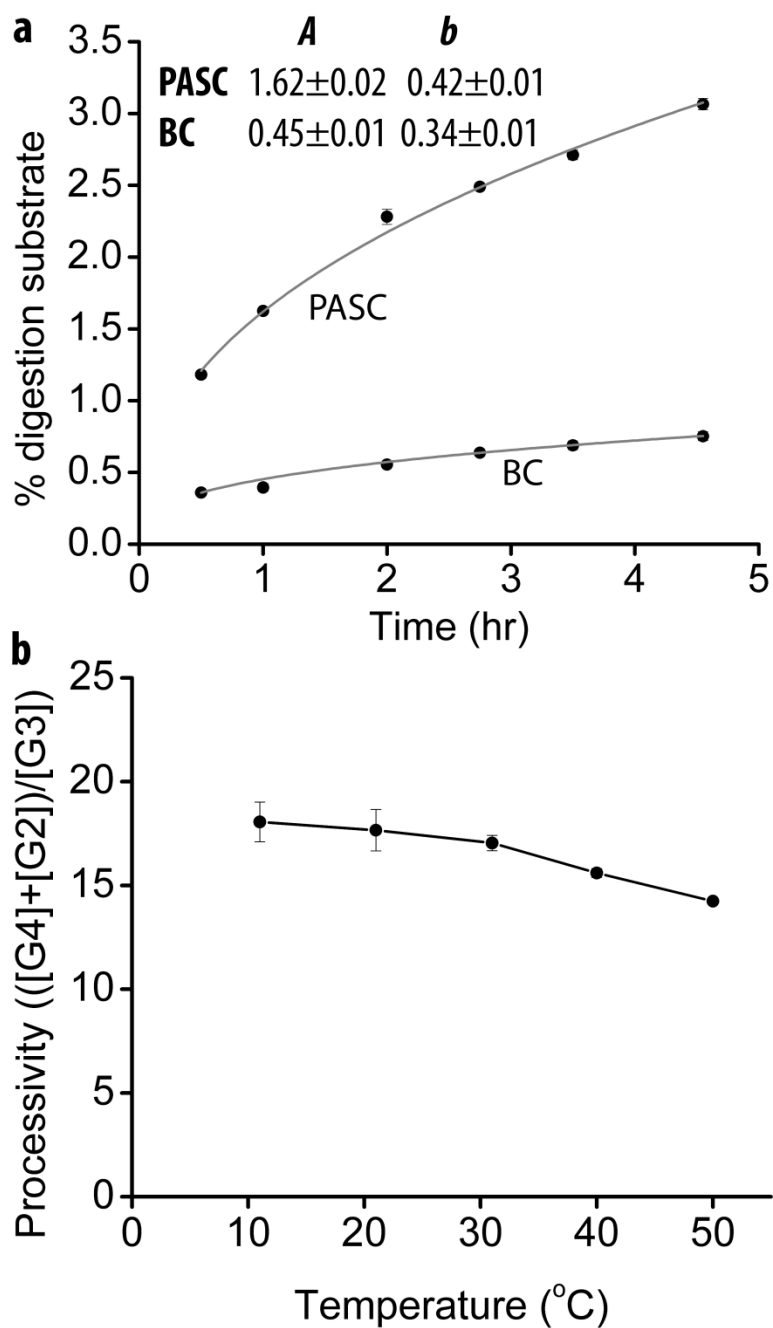 a
A b
PASC 1.62±0.02 0.42±0.01
BC 0.45±0.01 0.34±0.01
3.5
3.0
2.5
2.0
1.5
1.0
0.5
0.0
% digestion substrate
PASC
BC
0 1 2 3 4 5
Time (hr)
b
25
20
15
10
5
0
Processivity (([G4]+[G2])/[G3])
0 10 20 30 40 50
Temperature (°C)